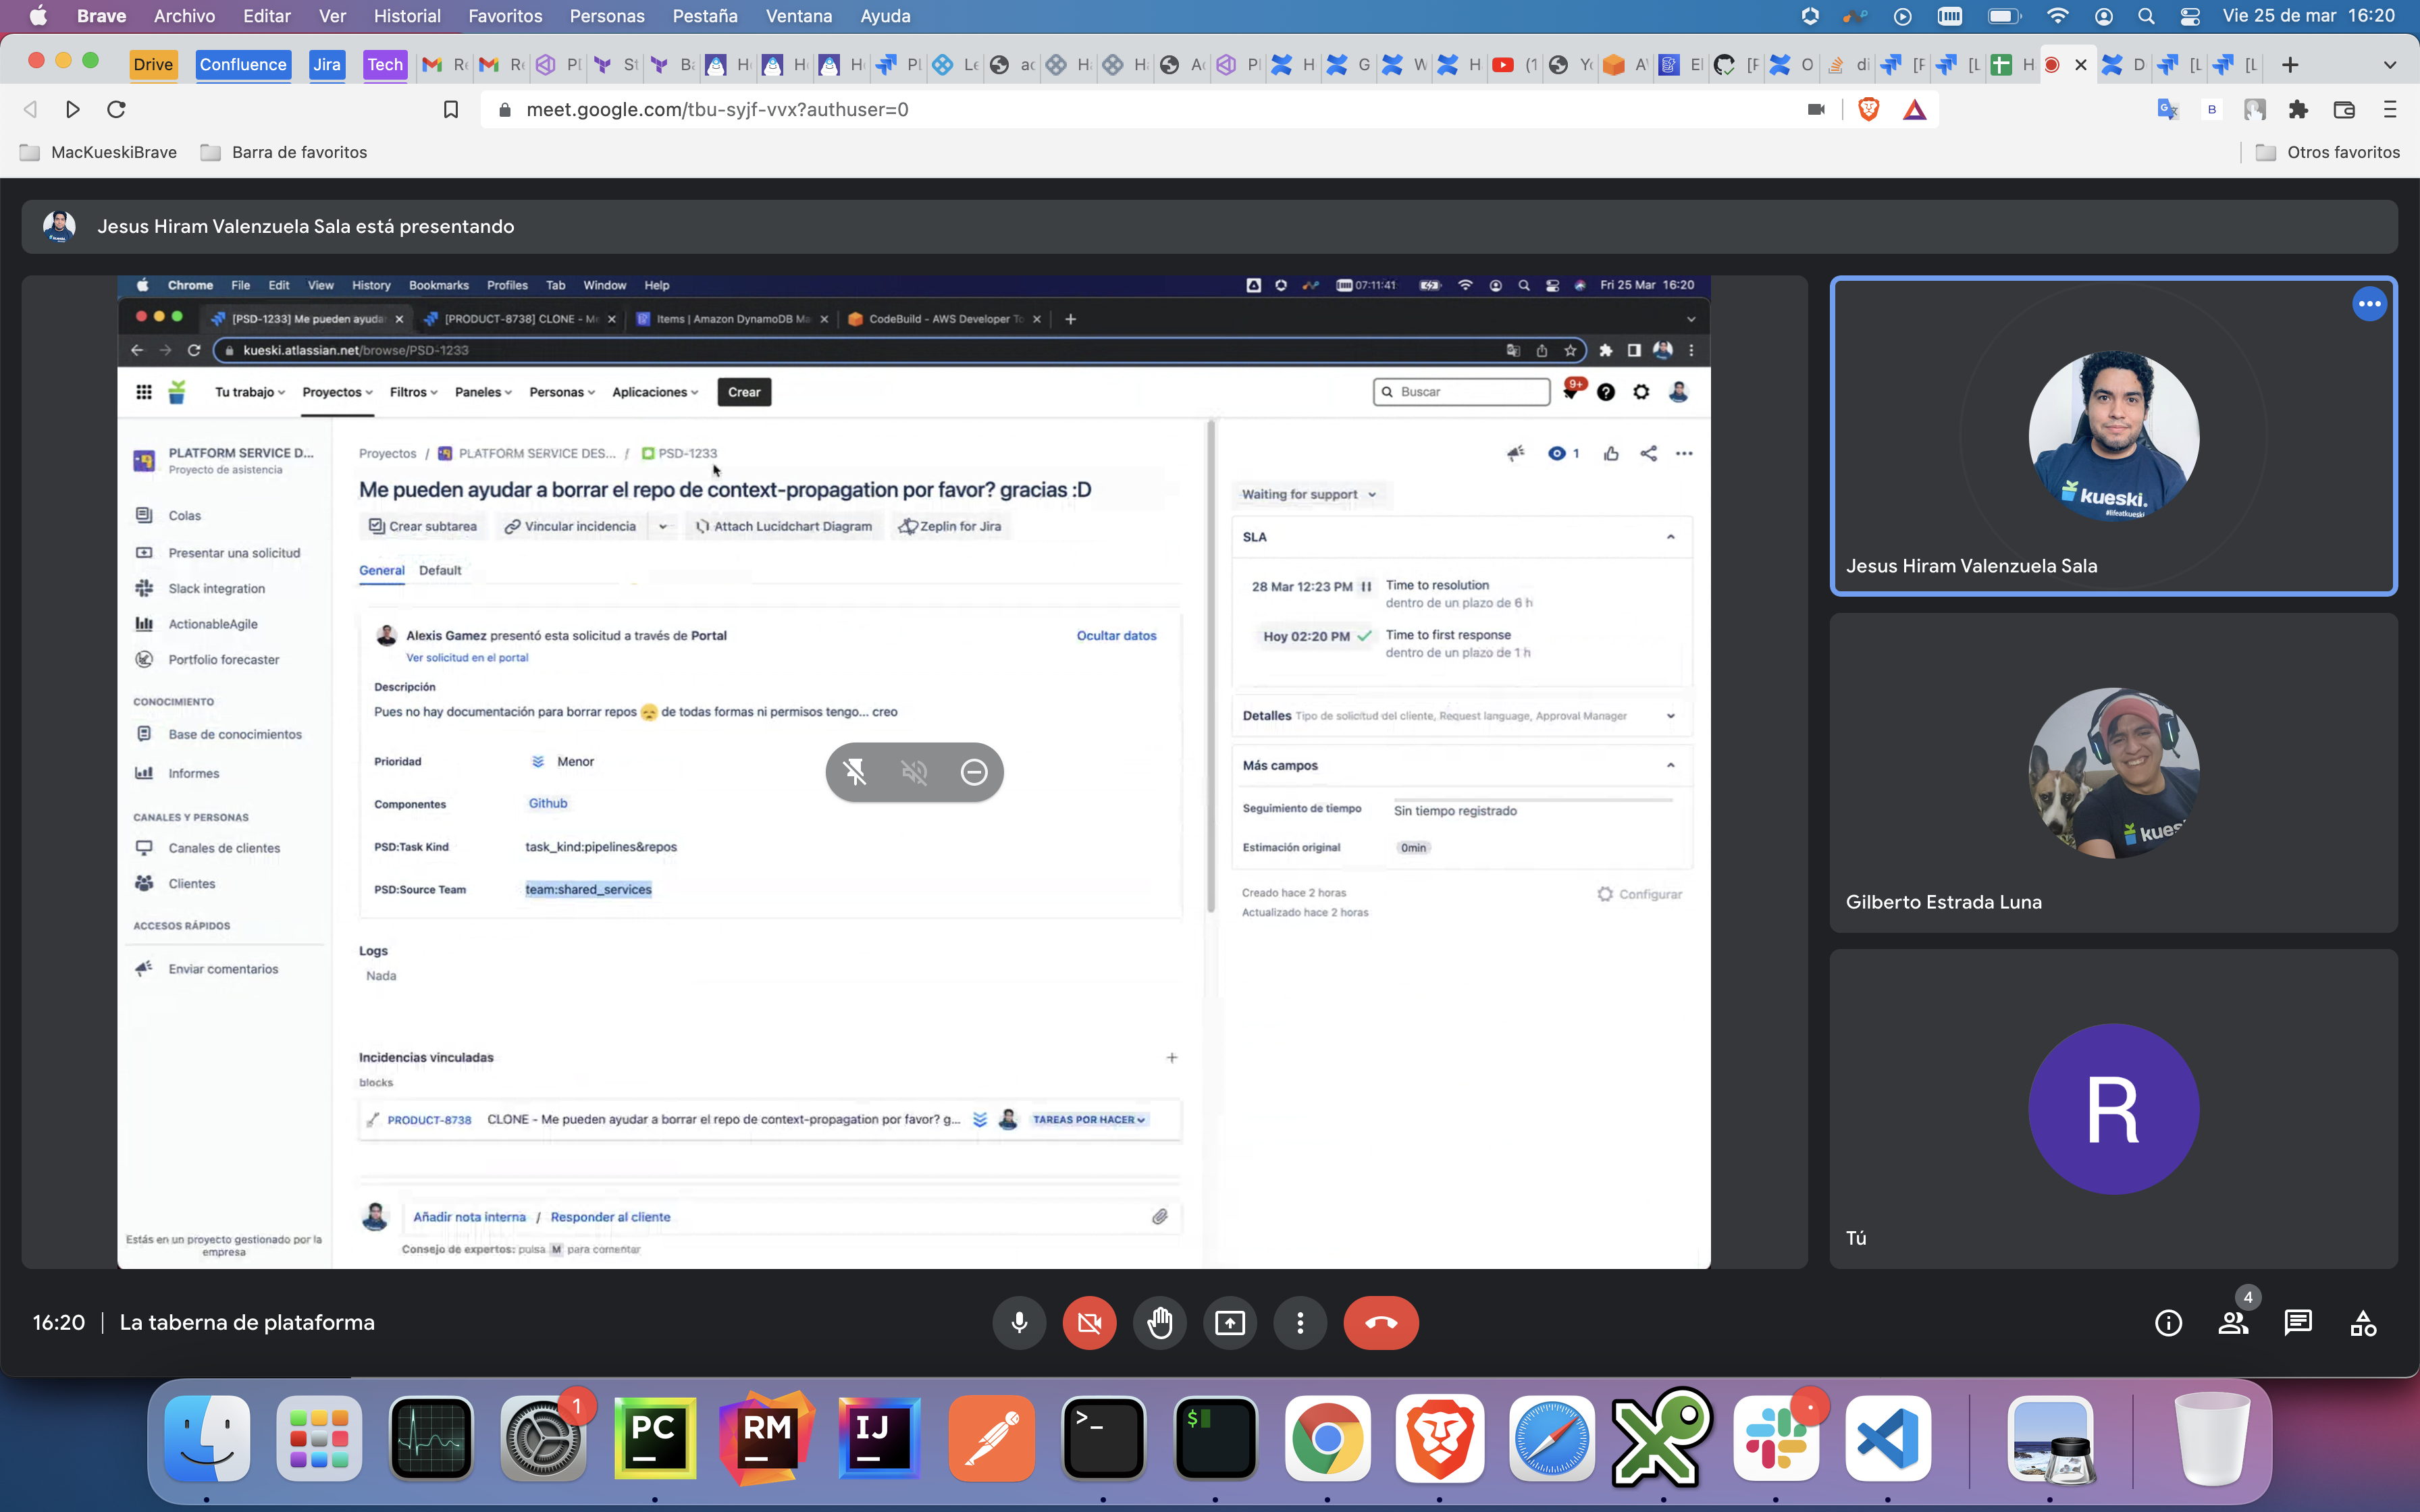 Brave Archivo Editar Ver Historial Favoritos Personas Pestaña Ventana Ayuda Vie 25 de mar 16:20
Drive Confluence Jira Tech
meet.google.com/tbu-syjf-vvx?authuser=0
MacKueskiBrave Barra de favoritos Otros favoritos
Jesus Hiram Valenzuela Sala está presentando
Chrome File Edit View History Bookmarks Profiles Tab Window Help 07:11:41 Fri 25 Mar 16:20
[PSD-1233] Me pueden ayuda [PRODUCT-8738] CLONE - Me Items | Amazon DynamoDB Ma CodeBuild - AWS Developer To
kueski.atlassian.net/browse/PSD-1233
Tu trabajo Proyectos Filtros Paneles Personas Aplicaciones Crear Buscar 9+
PLATFORM SERVICE D...
Proyecto de asistencia
Colas
Presentar una solicitud
Slack integration
ActionableAgile
Portfolio forecaster
CONOCIMIENTO
Base de conocimientos
Informes
CANALES Y PERSONAS
Canales de clientes
Clientes
ACCESOS RÁPIDOS
Enviar comentarios
Estás en un proyecto gestionado por la
empresa
Proyectos / PLATFORM SERVICE DES... / PSD-1233
Me pueden ayudar a borrar el repo de context-propagation por favor? gracias :D
Crear subtarea Vincular incidencia Attach Lucidchart Diagram Zeplin for Jira
General Default
Alexis Gamez presentó esta solicitud a través de Portal Ocultar datos
Ver solicitud en el portal
Descripción
Pues no hay documentación para borrar repos 😞 de todas formas ni permisos tengo... creo
Prioridad Menor
Componentes Github
PSD:Task Kind task_kind:pipelines&repos
PSD:Source Team team:shared_services
Logs
Nada
Incidencias vinculadas
blocks
PRODUCT-8738 CLONE - Me pueden ayudar a borrar el repo de context-propagation por favor? g... TAREAS POR HACER
Añadir nota interna / Responder al cliente
Consejo de expertos: pulsa M para comentar
1
Waiting for support
SLA
28 Mar 12:23 PM Time to resolution
dentro de un plazo de 6 h
Hoy 02:20 PM Time to first response
dentro de un plazo de 1 h
Detalles Tipo de solicitud del cliente, Request language, Approval Manager
Más campos
Seguimiento de tiempo Sin tiempo registrado
Estimación original 0min
Creado hace 2 horas Configurar
Actualizado hace 2 horas
kueski.
#lifeatkueski
Jesus Hiram Valenzuela Sala
kues
Gilberto Estrada Luna
R
Tú
16:20 | La taberna de plataforma
4
1
PC
RM
IJ
>_
$